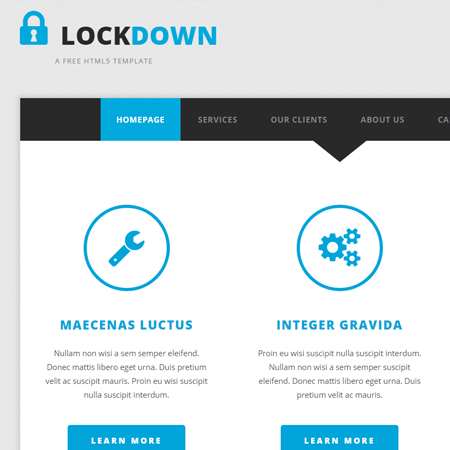 LOCKDOWN
A FREE HTML5 TEMPLATE
HOMEPAGE SERVICES OUR CLIENTS ABOUT US CA
MAECENAS LUCTUS
Nullam non wisi a sem semper eleifend.
Donec mattis libero eget urna. Duis pretium
velit ac suscipit mauris. Proin eu wisi suscipit
nulla suscipit interdum.
LEARN MORE
INTEGER GRAVIDA
Proin eu wisi suscipit nulla suscipit interdum.
Nullam non wisi a sem semper suscipit
eleifend. Donec mattis libero eget urna. Duis
pretium velit ac suscipit mauris.
LEARN MORE